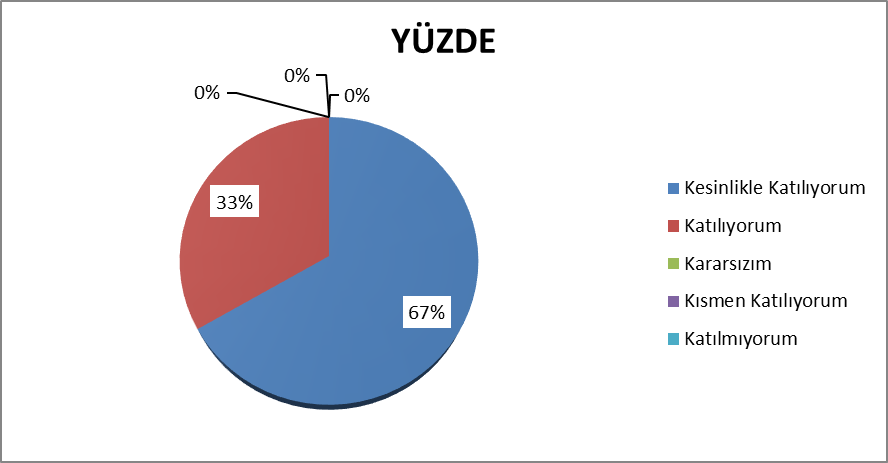 YÜZDE
0%
0%
0%
33%
67%
Kesinlikle Katılıyorum
Katılıyorum
Kararsızım
Kısmen Katılıyorum
Katılmıyorum